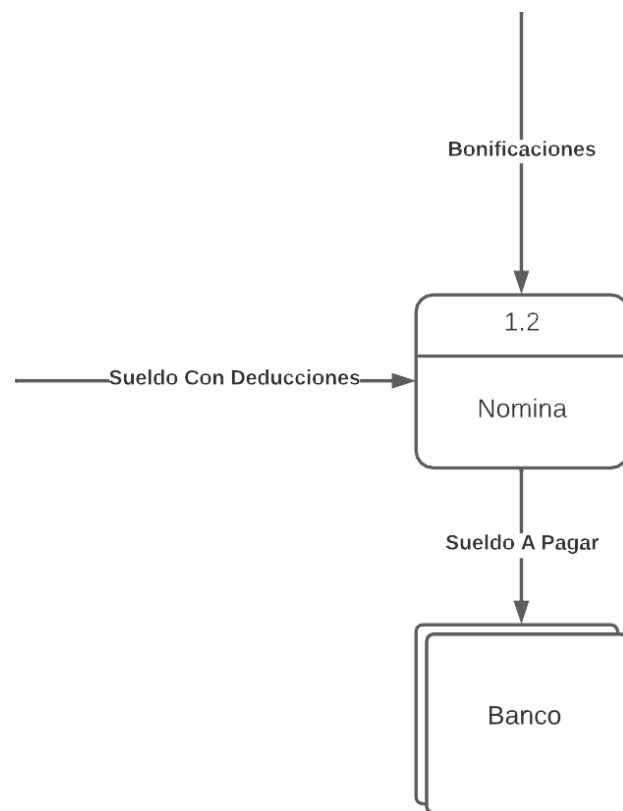 Bonificaciones
1.2
Sueldo Con Deducciones
Nomina
Sueldo A Pagar
Banco